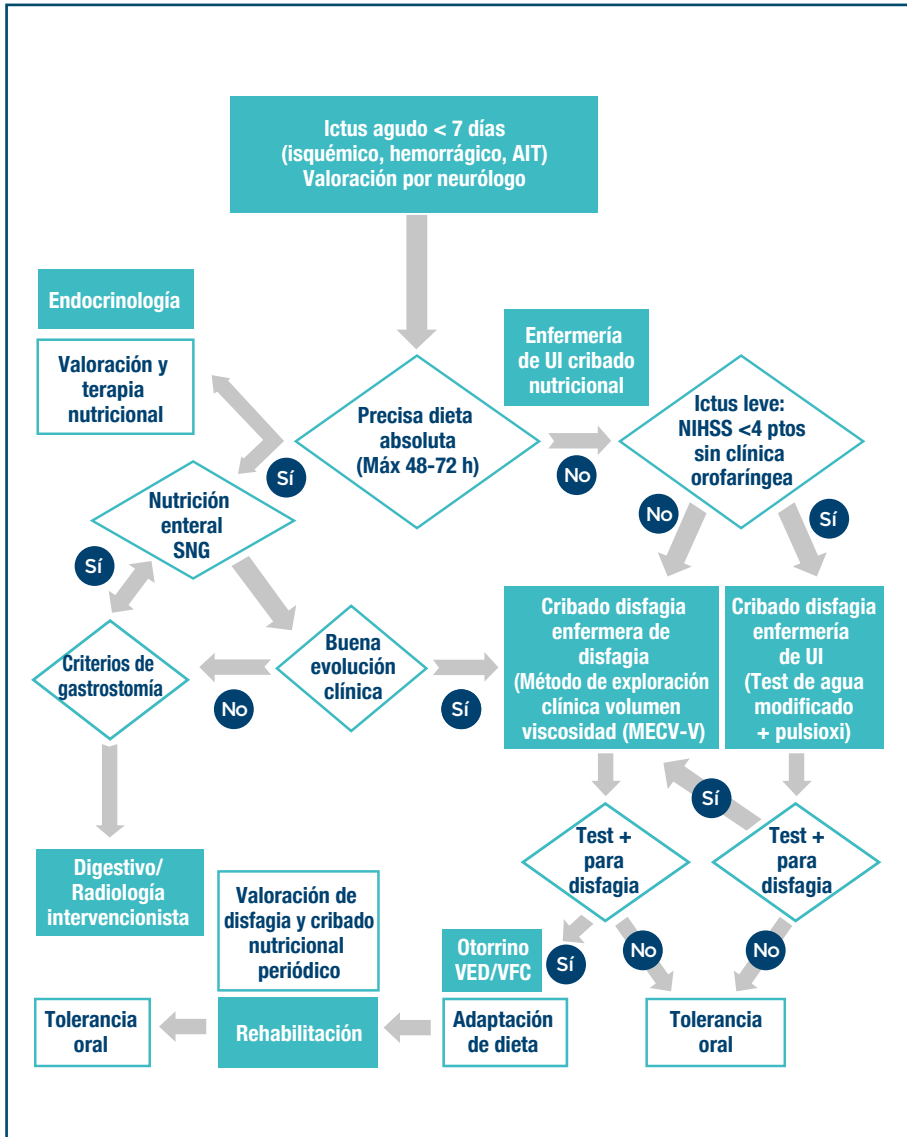 Ictus agudo < 7 días
(isquémico, hemorrágico, AIT)
Valoración por neurólogo
Endocrinología
Valoración y
terapia
nutricional
Enfermería
de UI cribado
nutricional
Precisa dieta
absoluta
(Máx 48-72 h)
Ictus leve:
NIHSS <4 ptos
sin clínica
orofaríngea
Sí
No
No
Sí
Nutrición
enteral
SNG
Sí
Criterios de
gastrostomía
No
Buena
evolución
clínica
Sí
Cribado disfagia
enfermera de
disfagia
(Método de exploración
clínica volumen
viscosidad (MECV-V)
Cribado disfagia
enfermería
de UI
(Test de agua
modificado
+ pulsioxi)
Sí
Test +
para
disfagia
Test +
para
disfagia
Digestivo/
Radiología
intervencionista
Valoración de
disfagia y cribado
nutricional
periódico
Otorrino
VED/VFC
Sí
No
No
Tolerancia
oral
Rehabilitación
Adaptación
de dieta
Tolerancia
oral